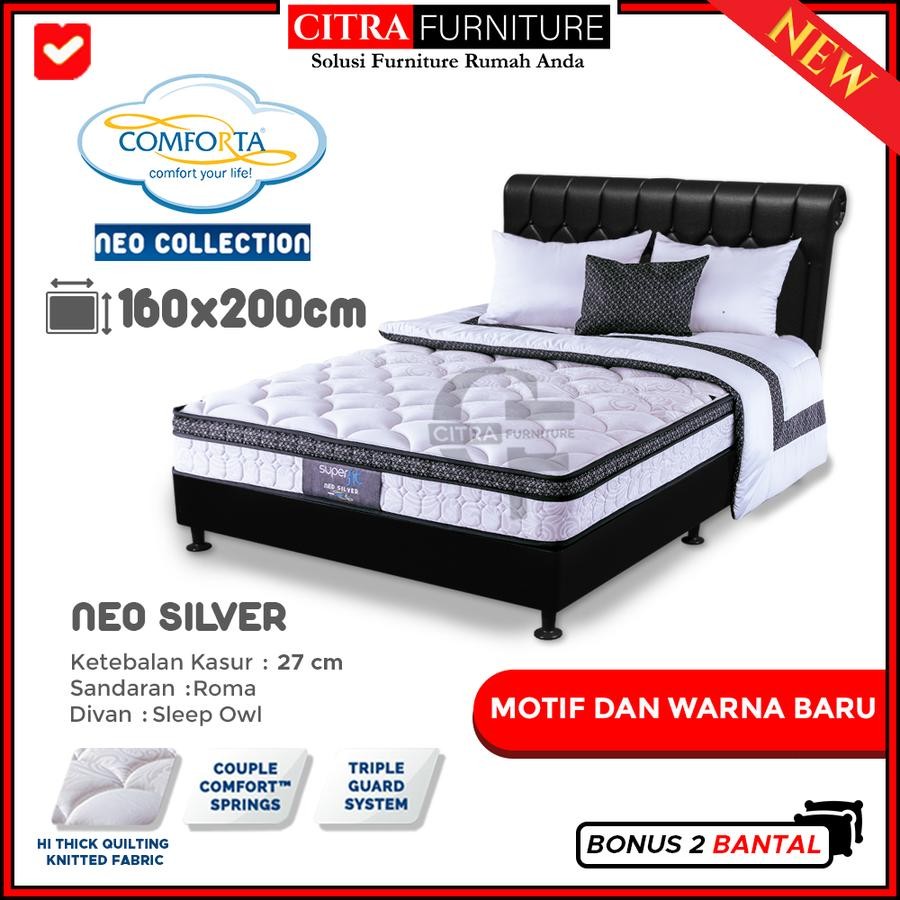 CITRA FURNITURE
Solusi Furniture Rumah Anda
NEW
COMFORTA®
comfort your life!
NEO COLLECTION
160x200cm
CITRA FURNITURE
superfit
NEO SILVER
NEO SILVER
Ketebalan Kasur : 27 cm
Sandaran :Roma
Divan : Sleep Owl
MOTIF DAN WARNA BARU
COUPLE
COMFORT™
SPRINGS
TRIPLE
GUARD
SYSTEM
HI THICK QUILTING
KNITTED FABRIC
BONUS 2 BANTAL